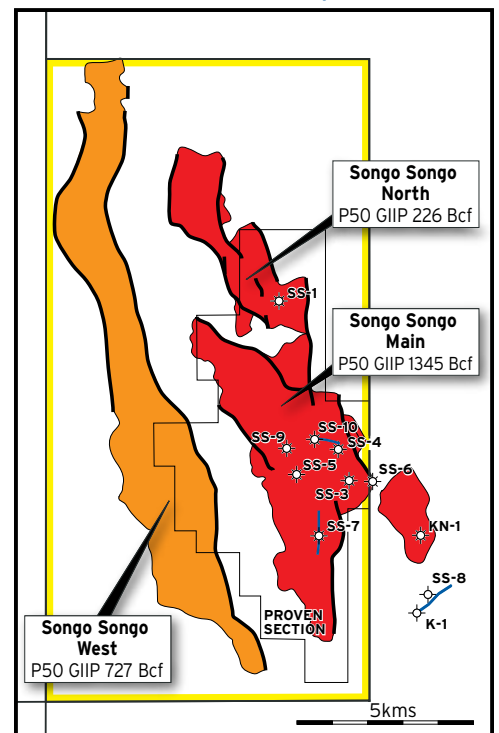 Songo Songo
North
P50 GIIP 226 Bcf
SS-1
Songo Songo
Main
P50 GIIP 1345 Bcf
SS-10
SS-9
SS-4
SS-5
SS-6
SS-3
SS-7
KN-1
SS-8
K-1
PROVEN
SECTION
Songo Songo
West
P50 GIIP 727 Bcf
5kms